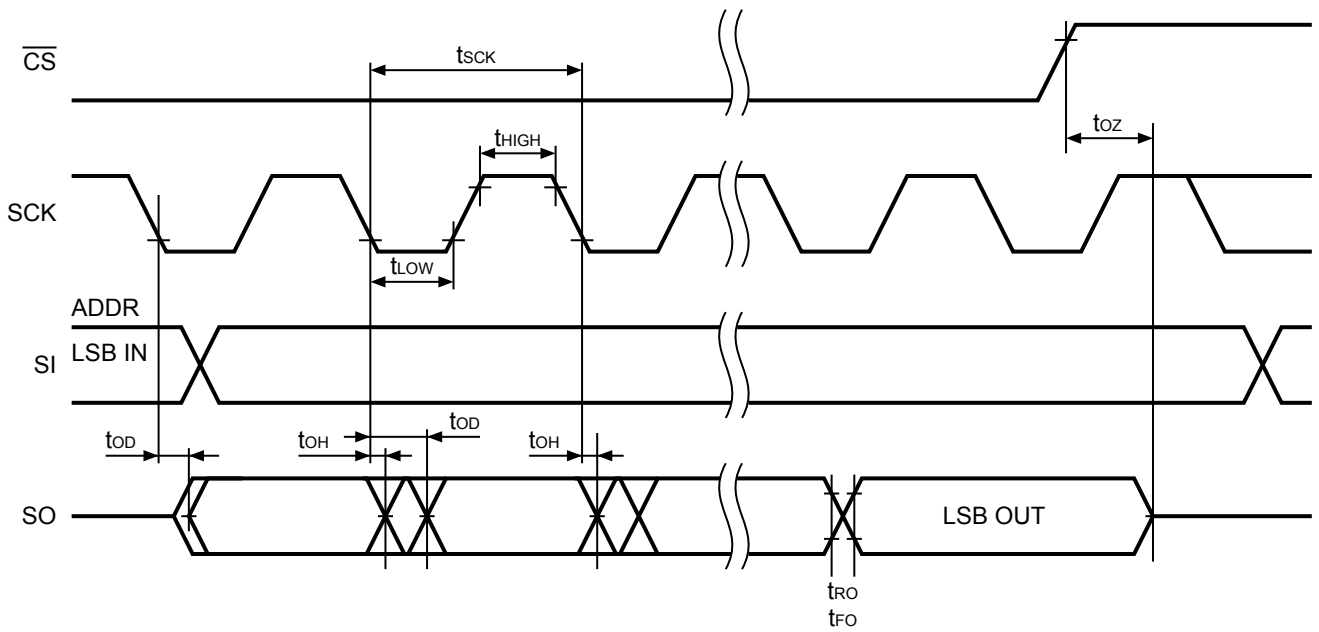 CS
tSCK
tHIGH
tOZ
SCK
tLOW
ADDR
LSB IN
SI
tOD
tOH
tOD
tOH
SO
LSB OUT
tRO
tFO